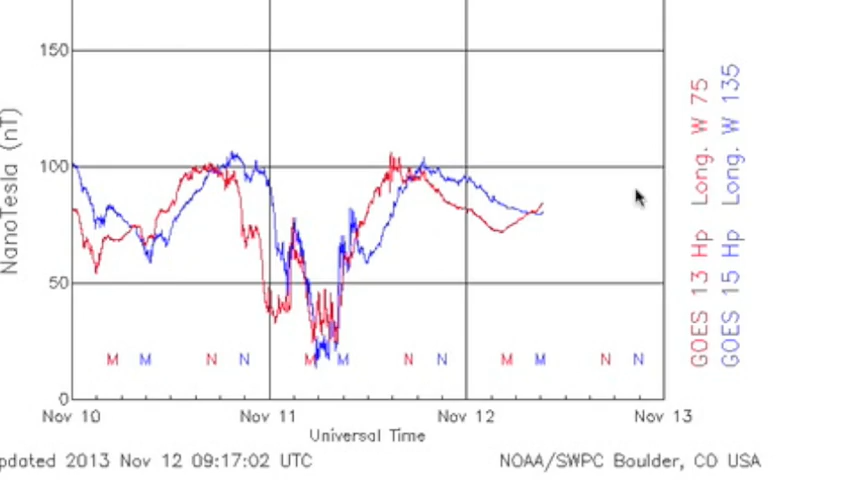 150
100
50
0
NanoTesla (nT)
M M N N M M N N M M N N
Nov 10 Nov 11 Nov 12 Nov 13
Universal Time
GOES 13 Hp Long. W 75
GOES 15 Hp Long. W 135
pdated 2013 Nov 12 09:17:02 UTC
NOAA/SWPC Boulder, CO USA